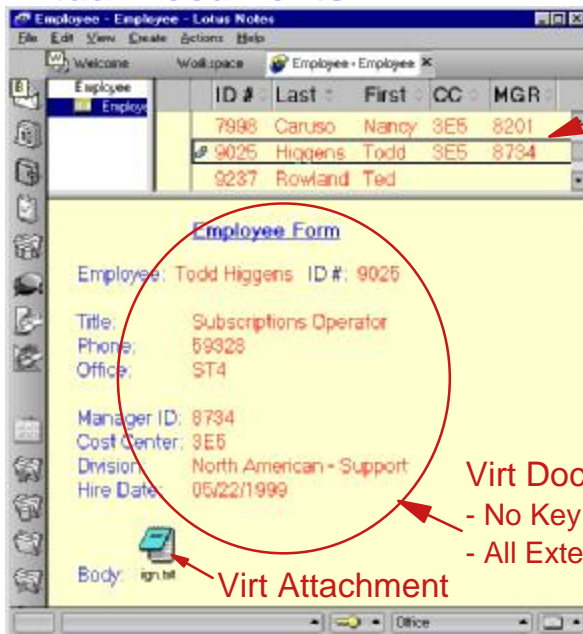 Employee - Employee - Lotus Notes
File Edit View Create Actions Help
Welcome Workspace Employee - Employee
Employee
Employe
ID # Last First CC MGR
7998 Caruso Nancy 3E5 8201
9025 Higgens Todd 3E5 8734
9237 Rowland Ted
Employee Form
Employee: Todd Higgens ID #: 9025
Title: Subscriptions Operator
Phone: 59328
Office: ST4
Manager ID: 8734
Cost Center: 3E5
Division: North American - Support
Hire Date: 05/22/1999
Virt Doc
- No Key
- All Exte
Body: ign.txt
Virt Attachment
Office